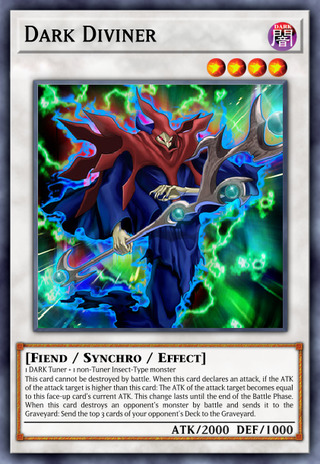 Dark Diviner
DARK
闇
[Fiend / Synchro / Effect]
1 DARK Tuner + 1 non-Tuner Insect-Type monster
This card cannot be destroyed by battle. When this card declares an attack, if the ATK
of the attack target is higher than this card: The ATK of the attack target becomes equal
to this face-up card's current ATK. This change lasts until the end of the Battle Phase.
When this card destroys an opponent's monster by battle and sends it to the
Graveyard: Send the top 3 cards of your opponent's Deck to the Graveyard.
ATK/2000 DEF/1000